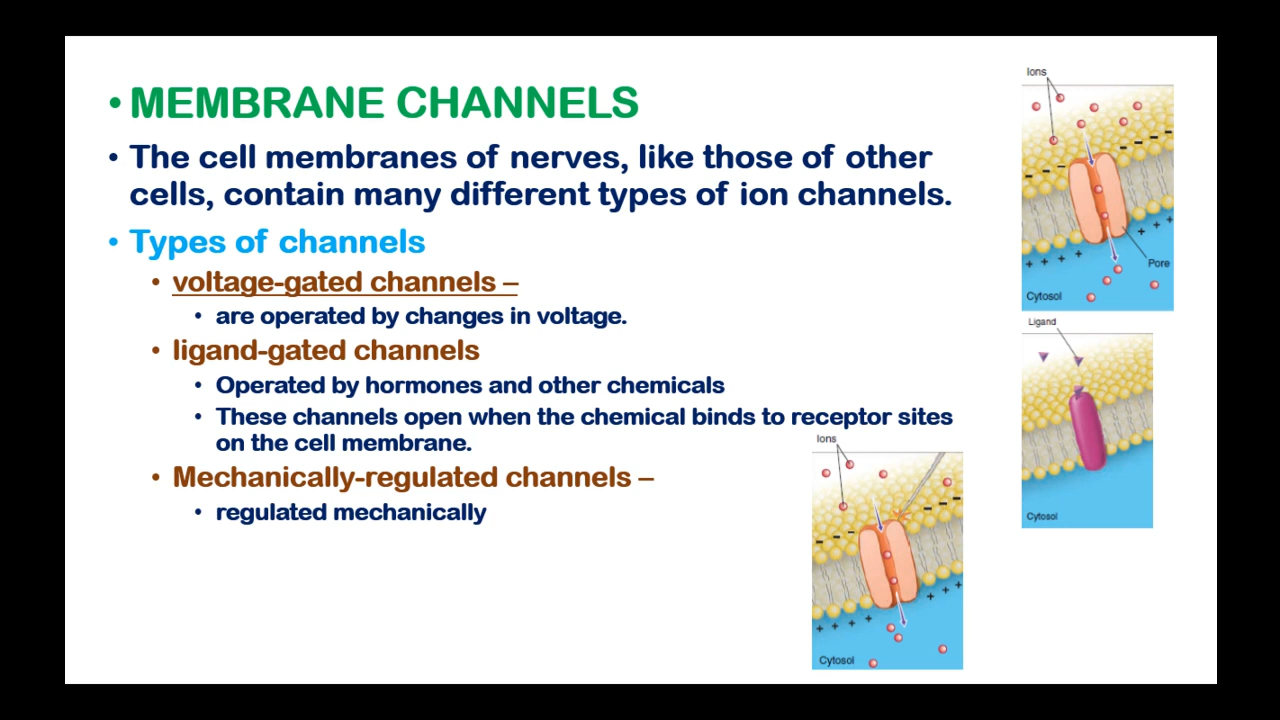 • MEMBRANE CHANNELS
• The cell membranes of nerves, like those of other
cells, contain many different types of ion channels.
• Types of channels
• voltage-gated channels –
• are operated by changes in voltage.
• ligand-gated channels
• Operated by hormones and other chemicals
• These channels open when the chemical binds to receptor sites
on the cell membrane.
• Mechanically-regulated channels –
• regulated mechanically
Ions
Pore
Cytosol
Ligand
Cytosol
Ions
Cytosol